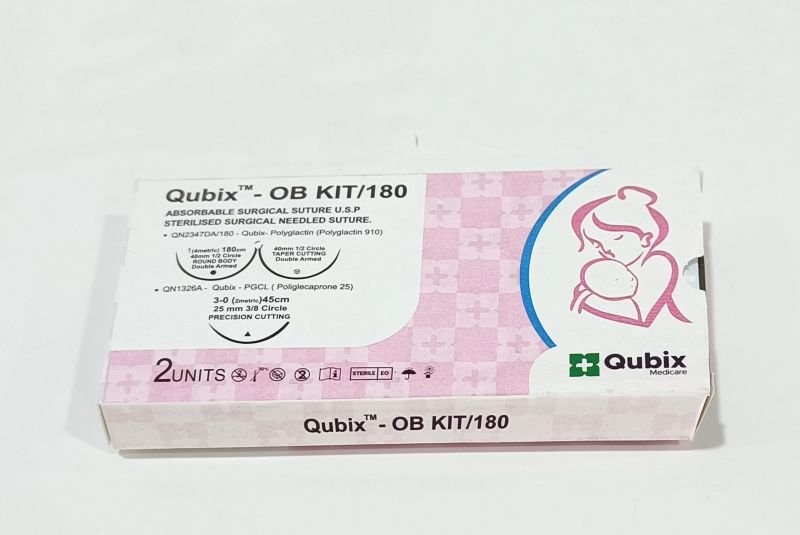 Qubix™ - OB KIT/180
ABSORBABLE SURGICAL SUTURE U.S.P
STERILISED SURGICAL NEEDLED SUTURE.
• QN2347DA/180 - Qubix- Polyglactin (Polyglactin 910)
1(4metric) 180cm
40mm 1/2 Circle
ROUND BODY
Double Armed
40mm 1/2 Circle
TAPER CUTTING
Double Armed
• QN1326A - Qubix - PGCL ( Poliglecaprone 25)
3-0 (2metric)45cm
25 mm 3/8 Circle
PRECISION CUTTING
2UNITS
STERILE EO
Qubix
Medicare
Qubix™ - OB KIT/180